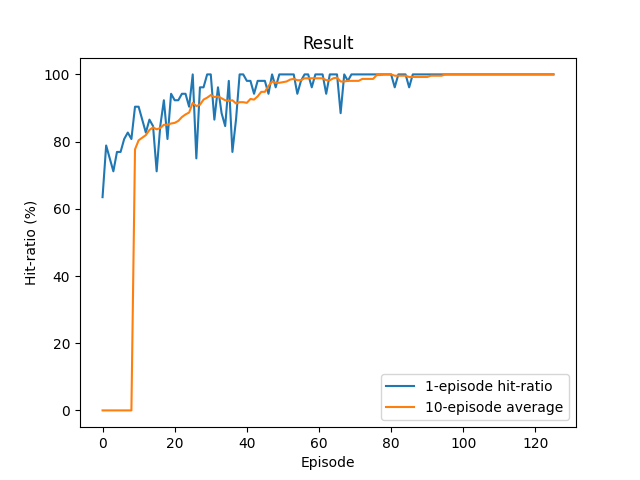 Result
100
80
60
40
20
0
Hit-ratio (%)
0 20 40 60 80 100 120
Episode
1-episode hit-ratio
10-episode average